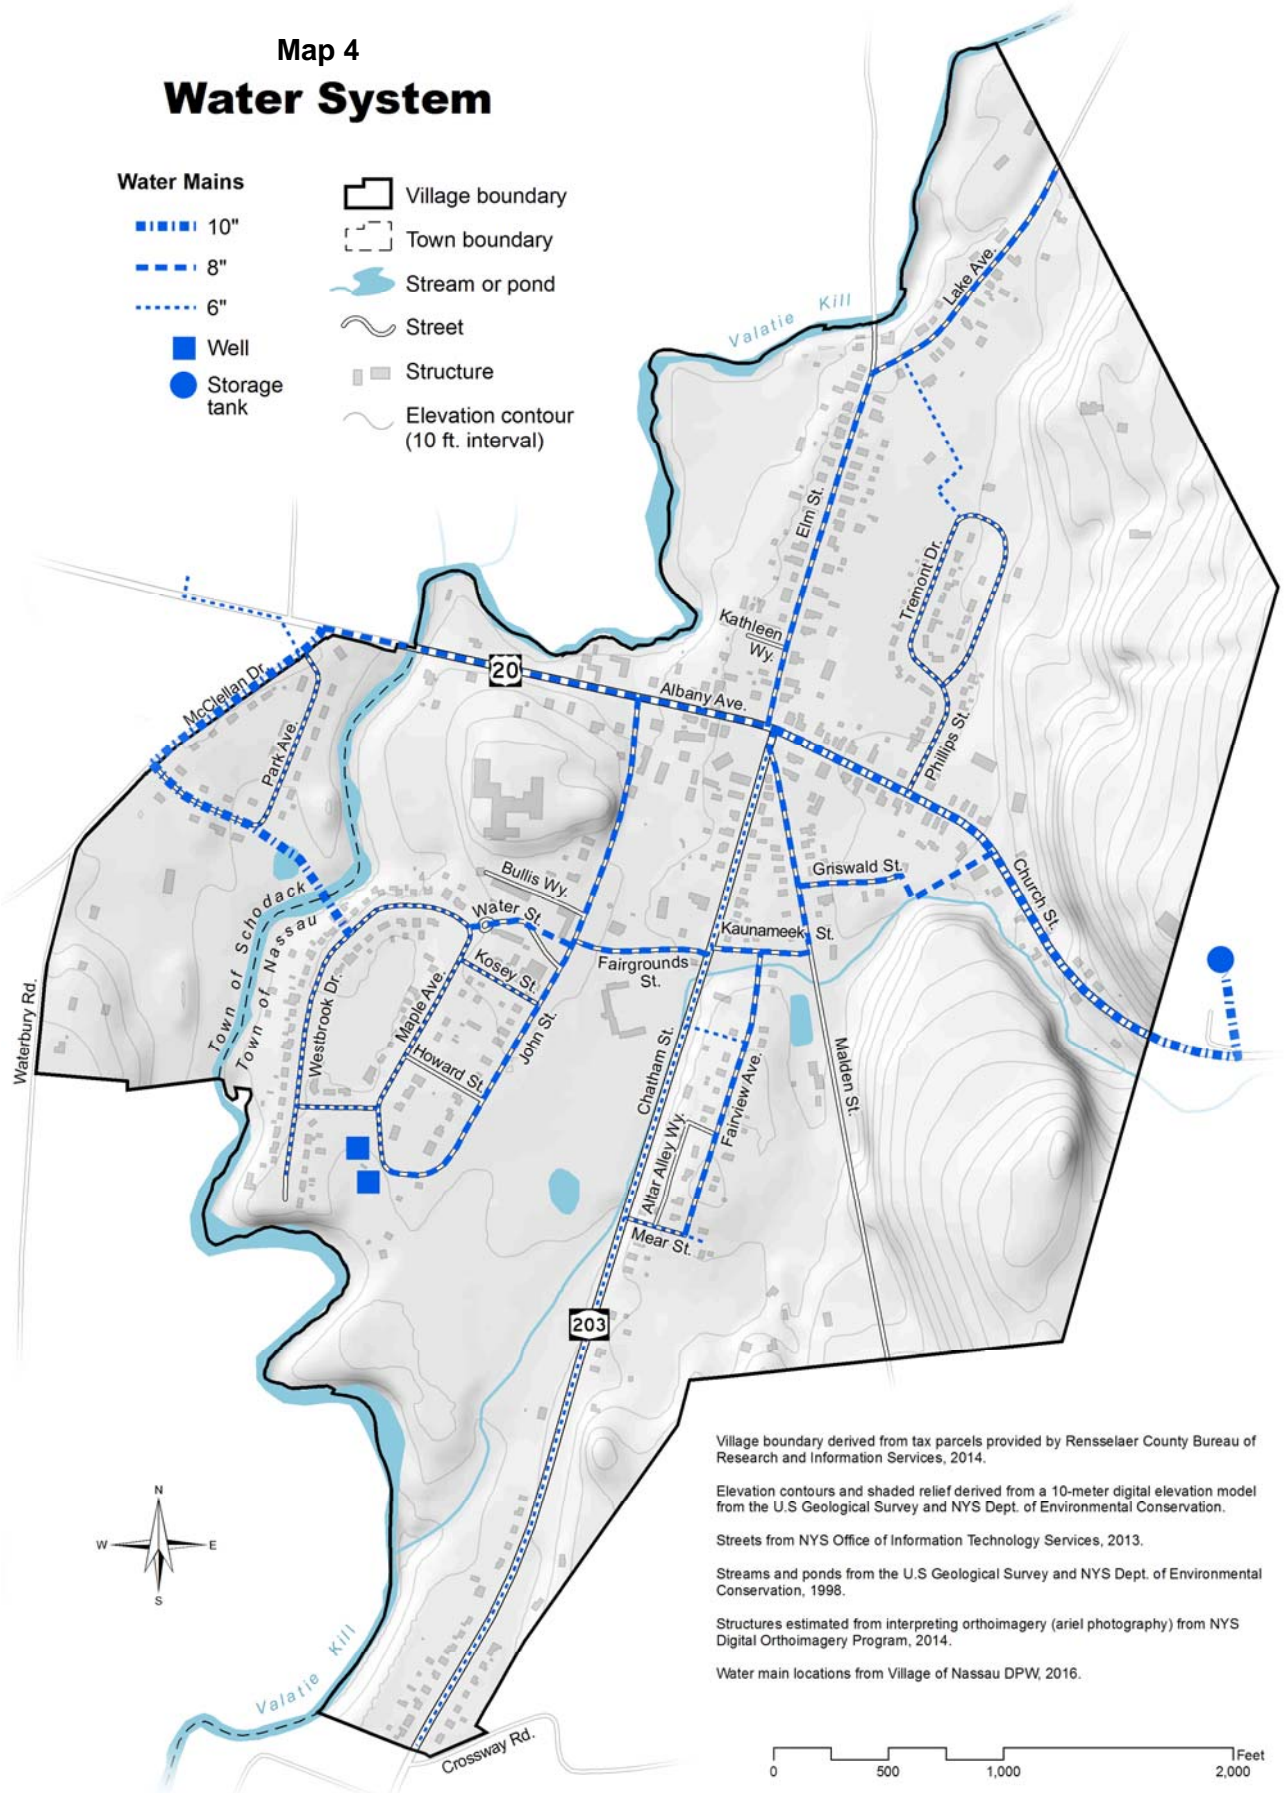 Map 4
Water System
Water Mains
10"
8"
6"
Well
Storage
tank
Village boundary
Town boundary
Stream or pond
Street
Structure
Elevation contour
(10 ft. interval)
Valatie Kill
Lake Ave.
Elm St.
Tremont Dr.
Kathleen
Wy.
20
Albany Ave.
McClellan Dr.
Park Ave.
Phillips St.
Griswald St.
Church St.
Bullis Wy.
Water St.
Kaunameek St.
Fairgrounds
St.
Kosey St.
Town of Schodack
Town of Nassau
Westbrook Dr.
Maple Ave.
John St.
Howard St.
Waterbury Rd.
Chatham St.
Fairview Ave.
Malden St.
Altar Alley Wy.
Mear St.
203
Village boundary derived from tax parcels provided by Rensselaer County Bureau of
Research and Information Services, 2014.
Elevation contours and shaded relief derived from a 10-meter digital elevation model
from the U.S Geological Survey and NYS Dept. of Environmental Conservation.
Streets from NYS Office of Information Technology Services, 2013.
Streams and ponds from the U.S Geological Survey and NYS Dept. of Environmental
Conservation, 1998.
Structures estimated from interpreting orthoimagery (ariel photography) from NYS
Digital Orthoimagery Program, 2014.
Water main locations from Village of Nassau DPW, 2016.
N
W E
S
Valatie Kill
Crossway Rd.
Feet
0 500 1,000 2,000